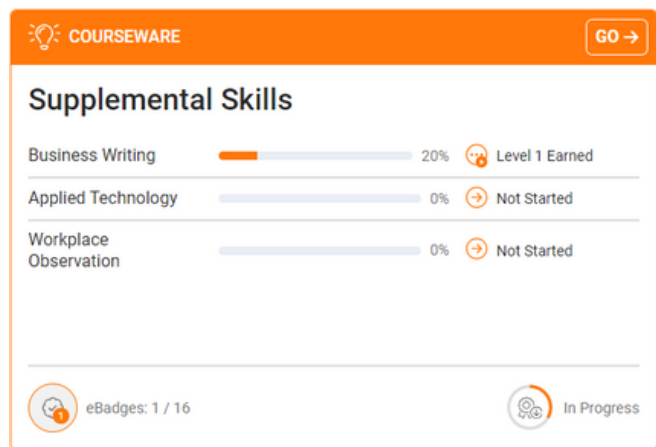 COURSEWARE
GO →
Supplemental Skills
Business Writing 20% Level 1 Earned
Applied Technology 0% Not Started
Workplace
Observation 0% Not Started
1
eBadges: 1 / 16
In Progress